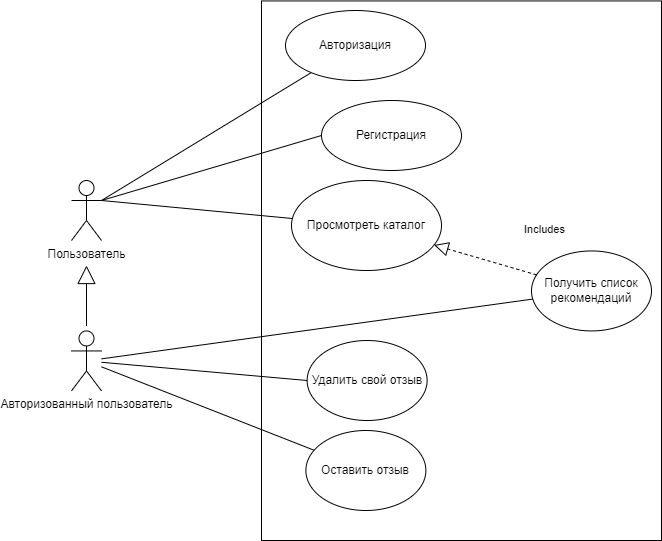 Авторизация
Регистрация
Просмотреть каталог
Includes
Пользователь
Получить список
рекомендаций
Удалить свой отзыв
Авторизованный пользователь
Оставить отзыв